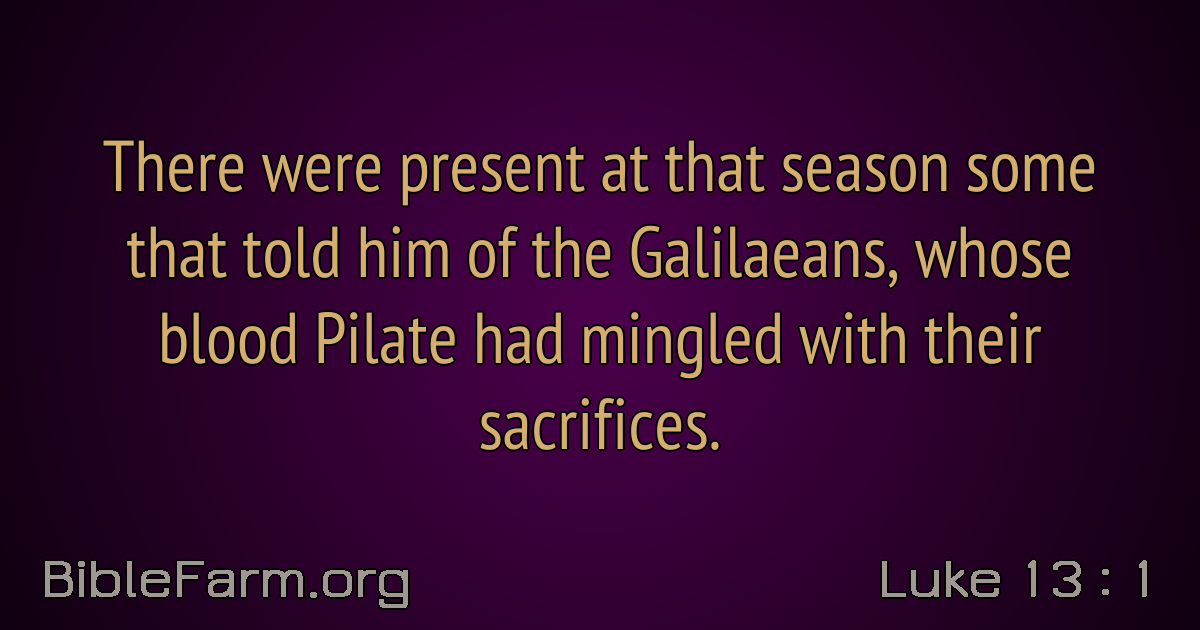 There were present at that season some
that told him of the Galilaeans, whose
blood Pilate had mingled with their
sacrifices.
BibleFarm.org
Luke 13 : 1